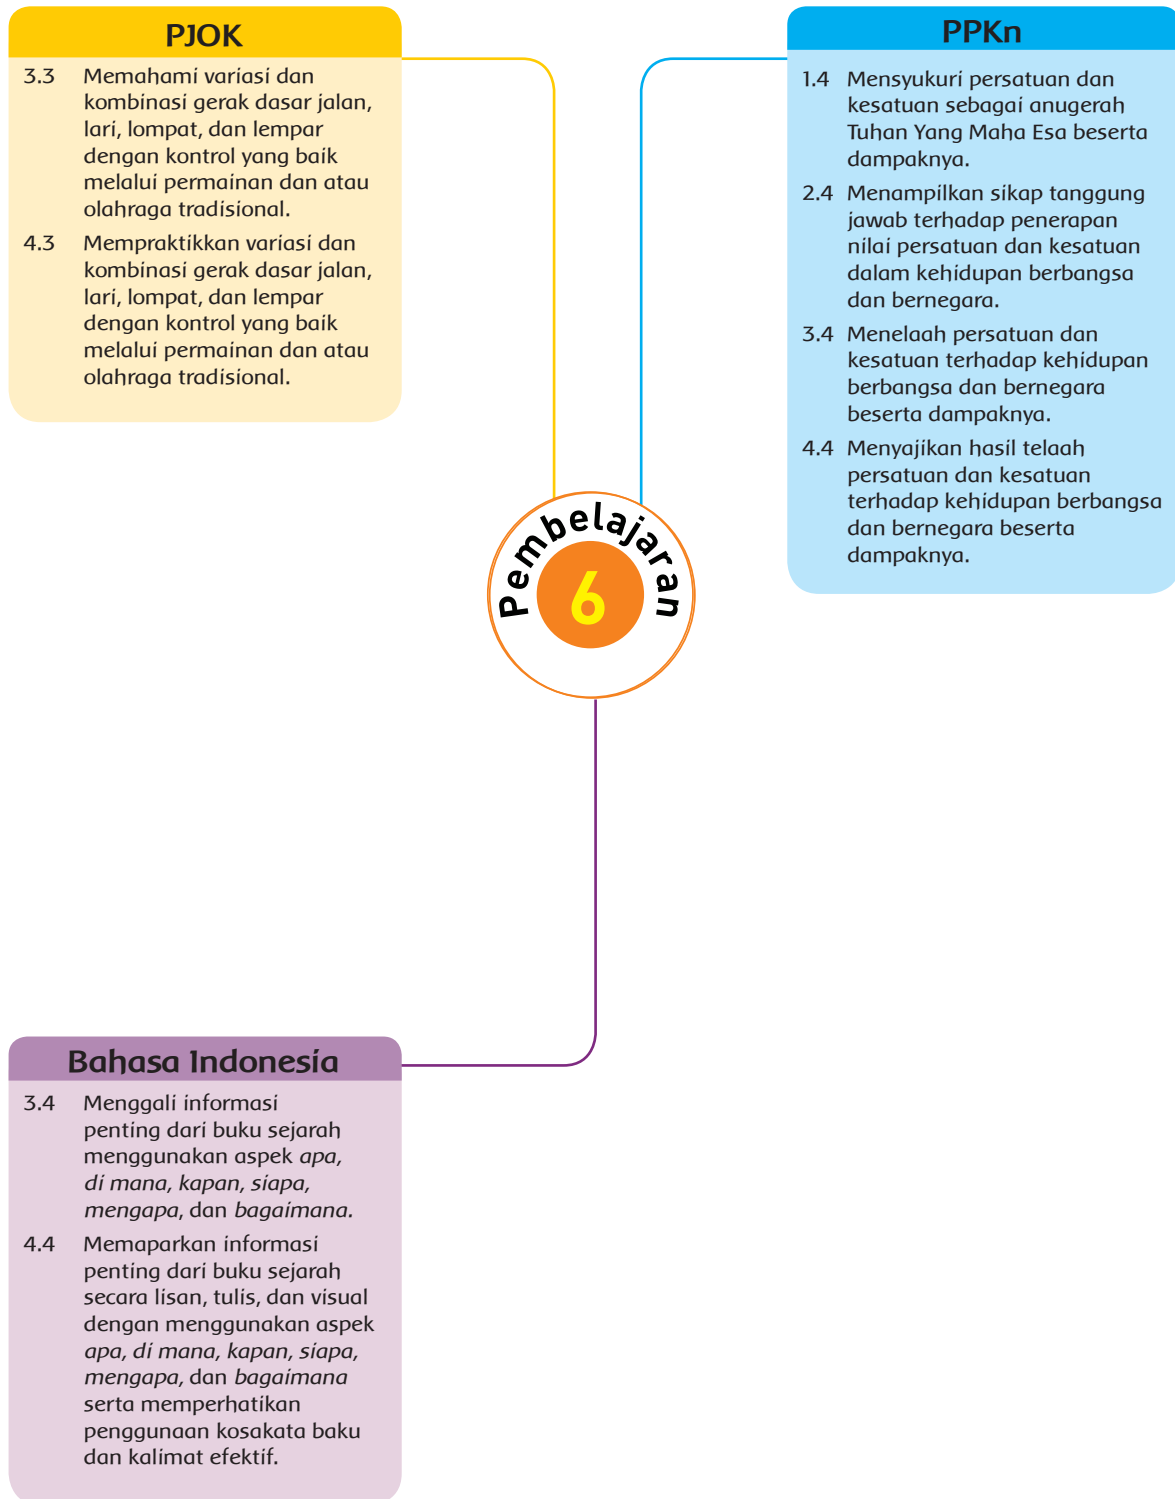 PJOK
3.3 Memahami variasi dan
kombinasi gerak dasar jalan,
lari, lompat, dan lempar
dengan kontrol yang baik
melalui permainan dan atau
olahraga tradisional.
4.3 Mempraktikkan variasi dan
kombinasi gerak dasar jalan,
lari, lompat, dan lempar
dengan kontrol yang baik
melalui permainan dan atau
olahraga tradisional.
PPKn
1.4 Mensyukuri persatuan dan
kesatuan sebagai anugerah
Tuhan Yang Maha Esa beserta
dampaknya.
2.4 Menampilkan sikap tanggung
jawab terhadap penerapan
nilai persatuan dan kesatuan
dalam kehidupan berbangsa
dan bernegara.
3.4 Menelaah persatuan dan
kesatuan terhadap kehidupan
berbangsa dan bernegara
beserta dampaknya.
4.4 Menyajikan hasil telaah
persatuan dan kesatuan
terhadap kehidupan berbangsa
dan bernegara beserta
dampaknya.
Pembelajaran
6
Bahasa Indonesia
3.4 Menggali informasi
penting dari buku sejarah
menggunakan aspek apa,
di mana, kapan, siapa,
mengapa, dan bagaimana.
4.4 Memaparkan informasi
penting dari buku sejarah
secara lisan, tulis, dan visual
dengan menggunakan aspek
apa, di mana, kapan, siapa,
mengapa, dan bagaimana
serta memperhatikan
penggunaan kosakata baku
dan kalimat efektif.